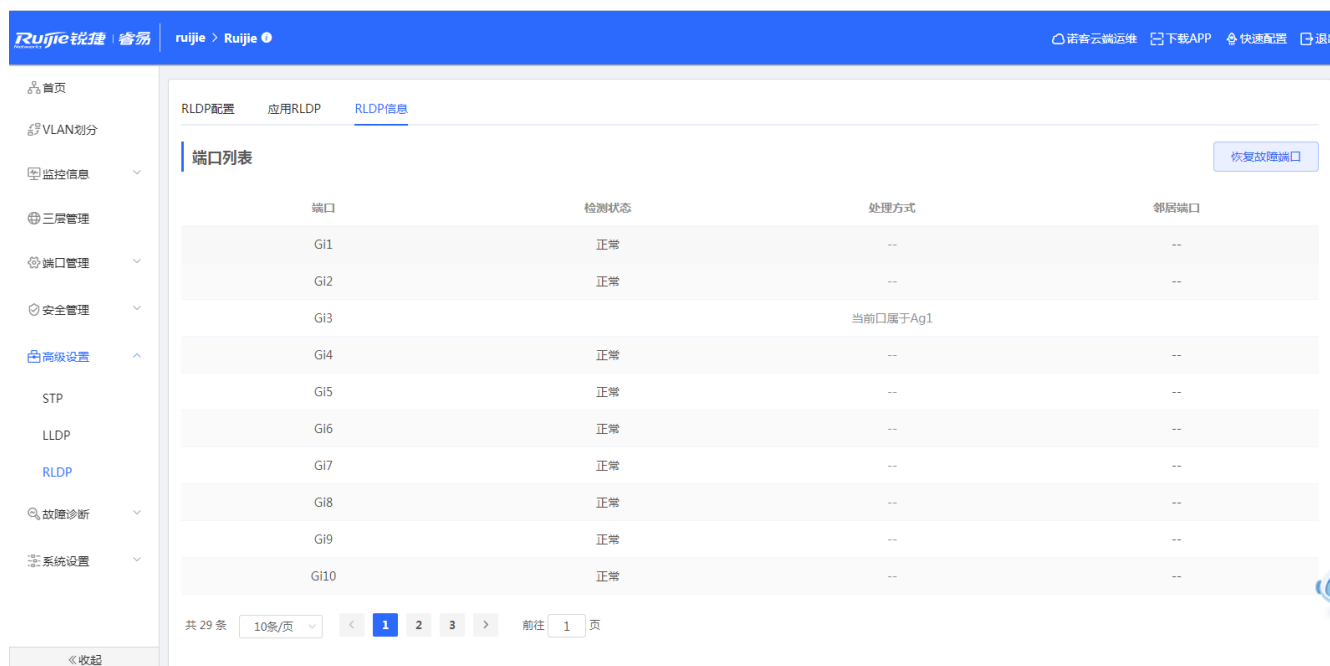 Ruijie锐捷 睿易 ruijie > Ruijie 诺客云端运维 下载APP 快速配置
Networks
首页
VLAN划分
监控信息
三层管理
端口管理
安全管理
高级设置
STP
LLDP
RLDP
故障诊断
系统设置
收起
RLDP配置 应用RLDP RLDP信息
端口列表 恢复故障端口
端口 检测状态 处理方式 邻居端口
Gi1 正常 -- --
Gi2 正常 -- --
Gi3 当前口属于Ag1
Gi4 正常 -- --
Gi5 正常 -- --
Gi6 正常 -- --
Gi7 正常 -- --
Gi8 正常 -- --
Gi9 正常 -- --
Gi10 正常 -- --
共 29 条 10条/页 < 1 2 3 > 前往 1 页